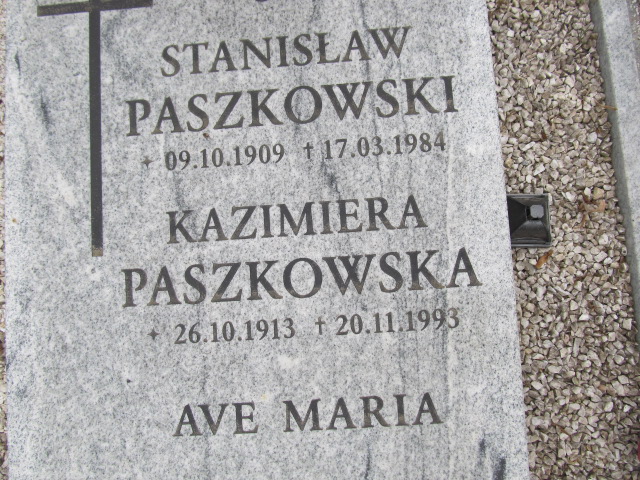 STANISŁAW
PASZKOWSKI
✦ 09.10.1909 † 17.03.1984
KAZIMIERA
PASZKOWSKA
✦ 26.10.1913 † 20.11.1993
AVE MARIA